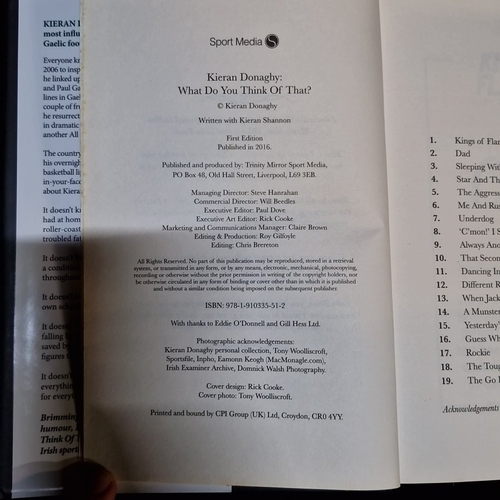 KIERAN
most influ
Gaelic foo
Everyone kn
2006 to insp
he linked up
and Paul Ga
lines in Gael
couple of fr
he resurrect
in dramatic
another All
The country
his overnigh
basketball l
in-your-face
about Kiera
It doesn't k
had at hom
roller-coast
troubled fat
It doesn
a condit
through
It does
own se
It does
falling
saved by
figures
It doesn'
everythin
for every
Brimming
humour,
Think Of T
Irish sport
Sport Media S
Kieran Donaghy:
What Do You Think Of That?
© Kieran Donaghy
Written with Kieran Shannon
First Edition
Published in 2016.
Published and produced by: Trinity Mirror Sport Media,
PO Box 48, Old Hall Street, Liverpool, L69 3EB.
Managing Director: Steve Hanrahan
Commercial Director: Will Beedles
Executive Editor: Paul Dove
Executive Art Editor: Rick Cooke
Marketing and Communications Manager: Claire Brown
Editing & Production: Roy Gilfoyle
Editing: Chris Brereton
All Rights Reserved. No part of this publication may be reproduced, stored in a retrieval
system, or transmitted in any form, or by any means, electronic, mechanical, photocopying,
recording or otherwise without the prior permission in writing of the copyright holders, nor
be otherwise circulated in any form of binding or cover other than in which it is published
and without a similar condition being imposed on the subsequent publisher.
ISBN: 978-1-910335-51-2
With thanks to Eddie O'Donnell and Gill Hess Ltd.
Photographic acknowledgements:
Kieran Donaghy personal collection, Tony Woolliscroft,
Sportsfile, Inpho, Eamonn Keogh (MacMonagle.com),
Irish Examiner Archive, Domnick Walsh Photography.
Cover design: Rick Cooke.
Cover photo: Tony Woolliscroft.
Printed and bound by CPI Group (UK) Ltd, Croydon, CR0 4YY.
1. Kings of Flan
2. Dad
3. Sleeping Wit
4. Star And Th
5. The Aggress
6. Me And Rus
7. Underdog
8. 'C'mon!' I S
9. Always Ano
10. That Secon
11. Dancing In
12. Different R
13. When Jack
14. A Munster
15. Yesterday'
16. Guess Wh
17. Rockie
18. The Toug
19. The Go
Acknowledgements